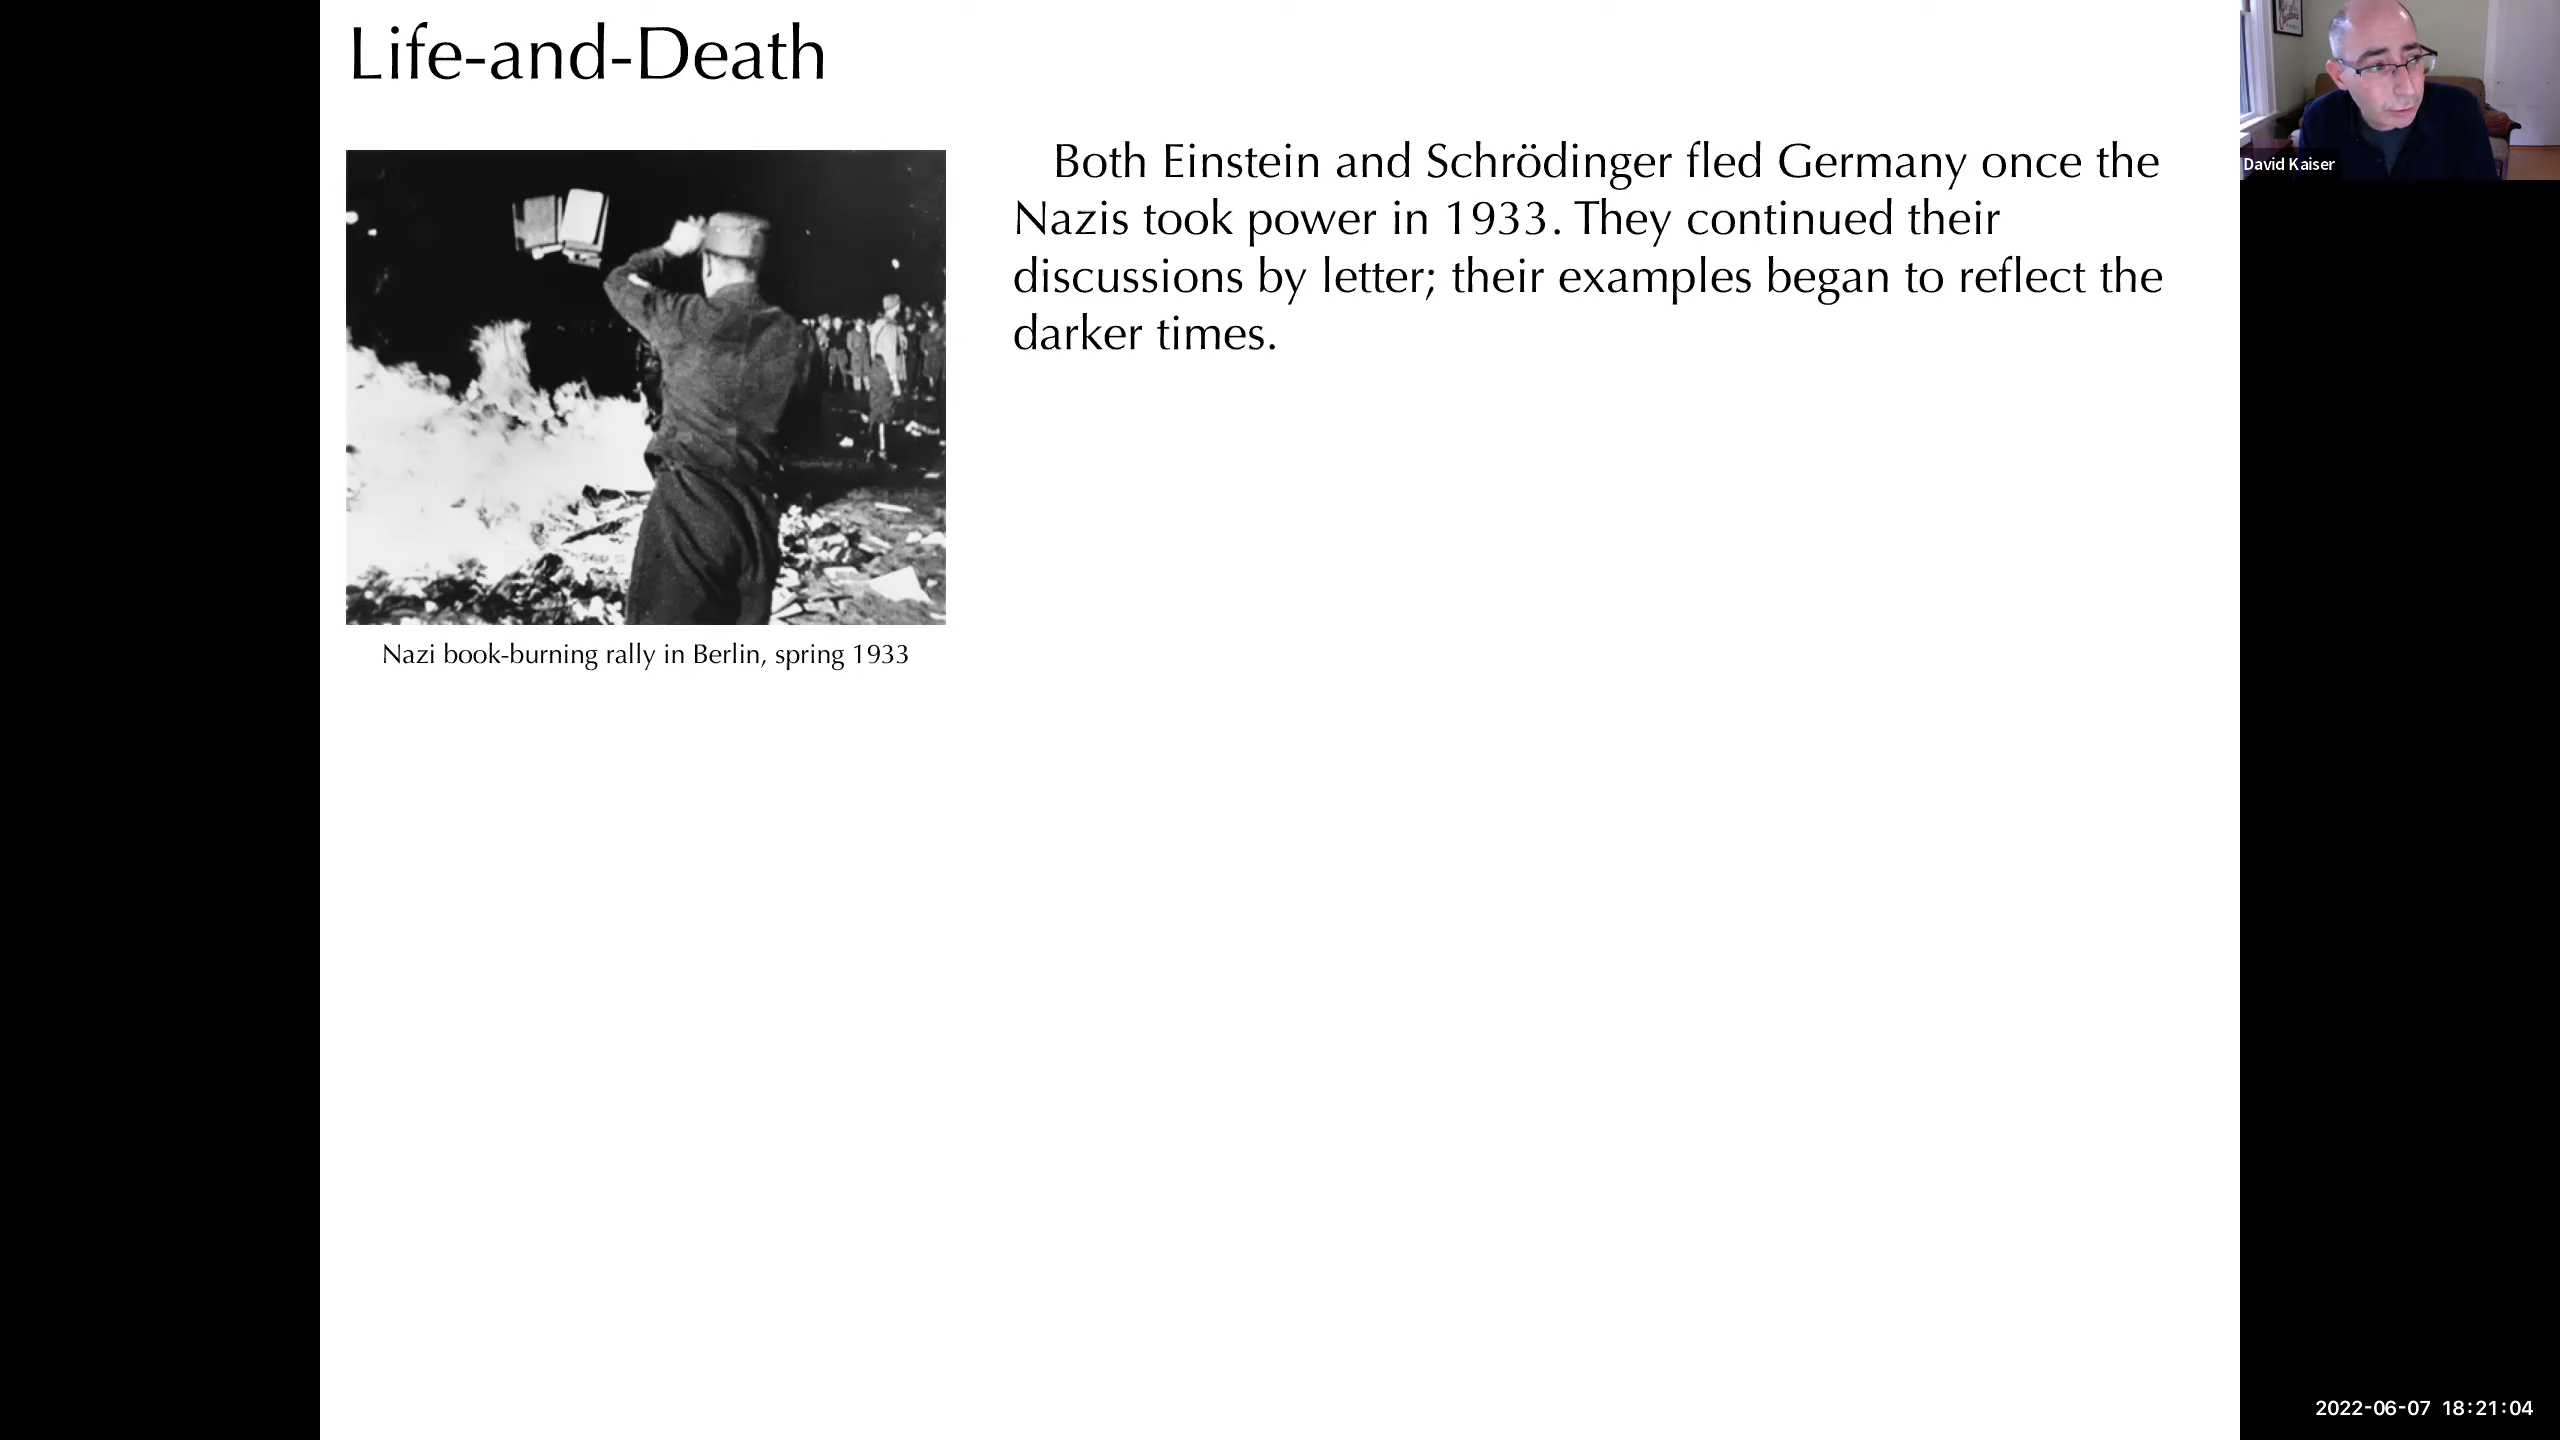 Life-and-Death
Both Einstein and Schrödinger fled Germany once the
Nazis took power in 1933. They continued their
discussions by letter; their examples began to reflect the
darker times.
Nazi book-burning rally in Berlin, spring 1933
David Kaiser
2022-06-07 18:21:04